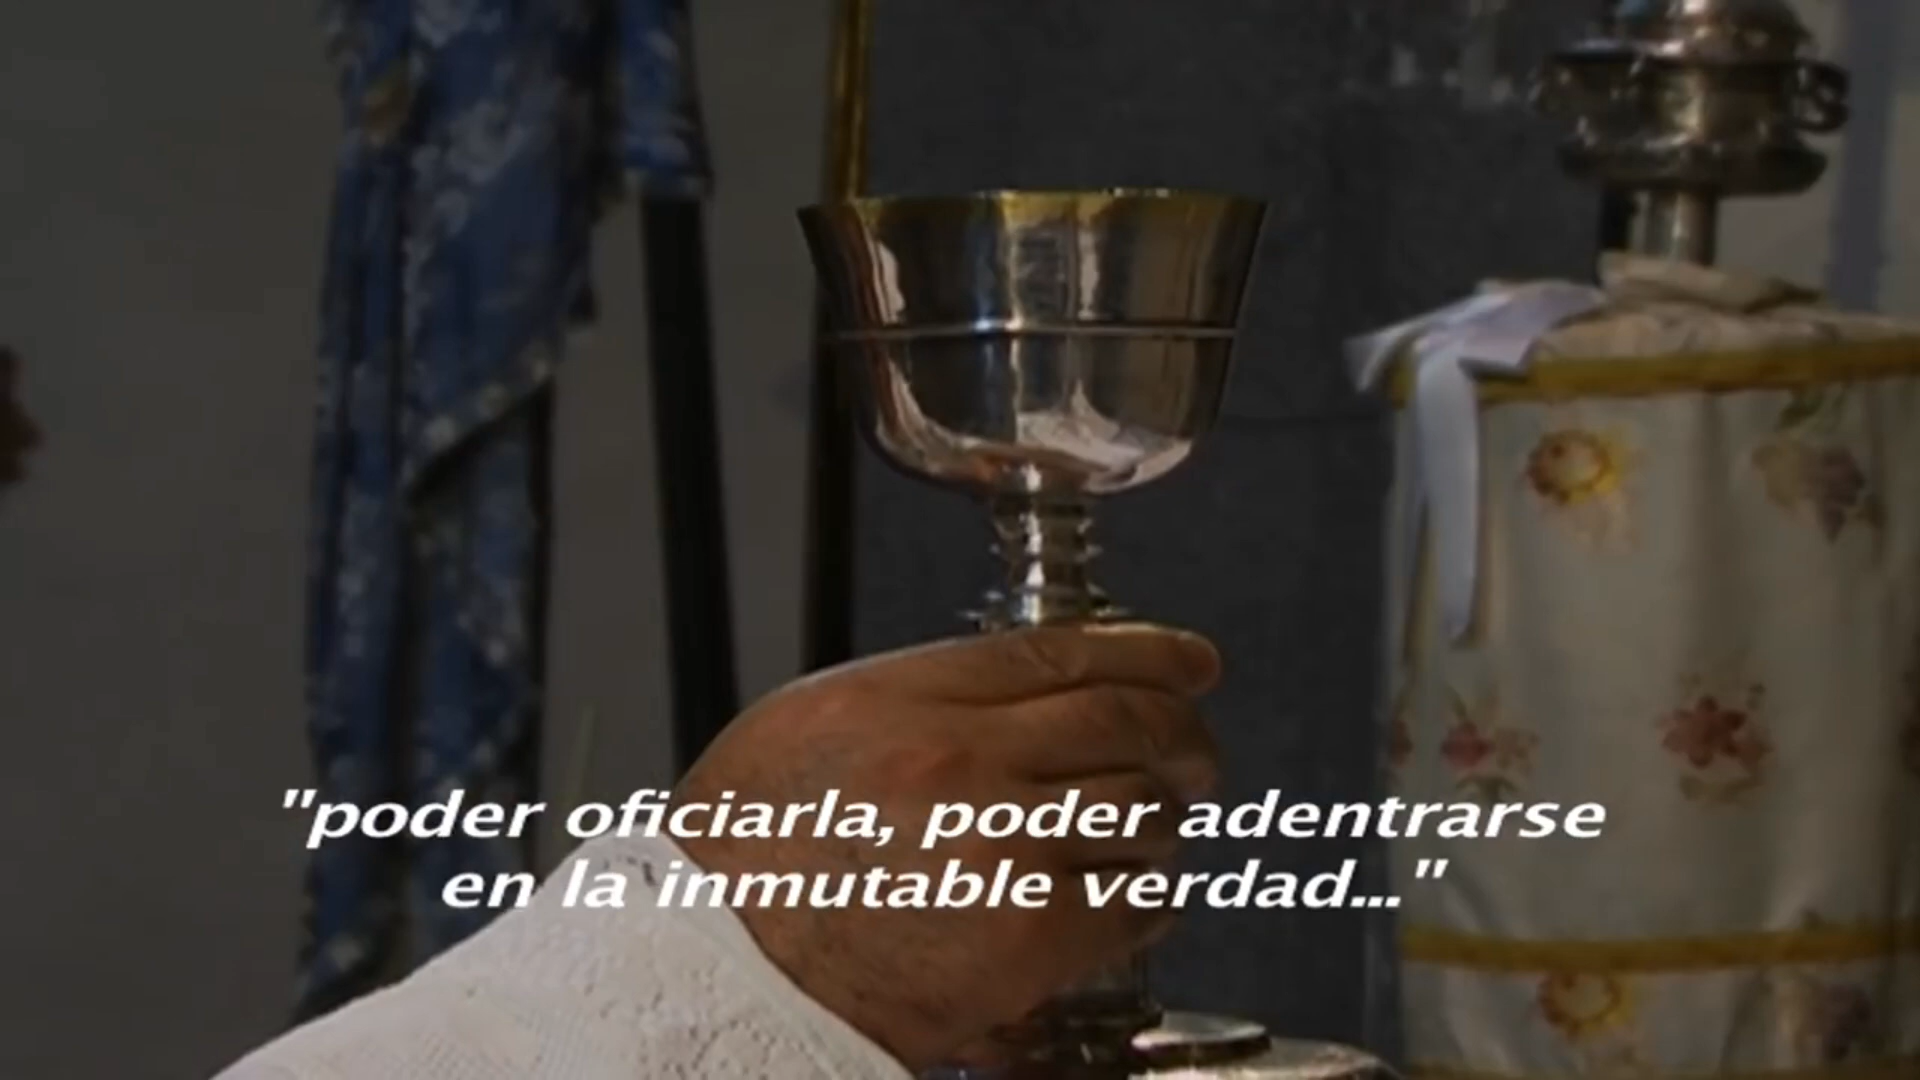 "poder oficiarla, poder adentrarse
en la inmutable verdad..."